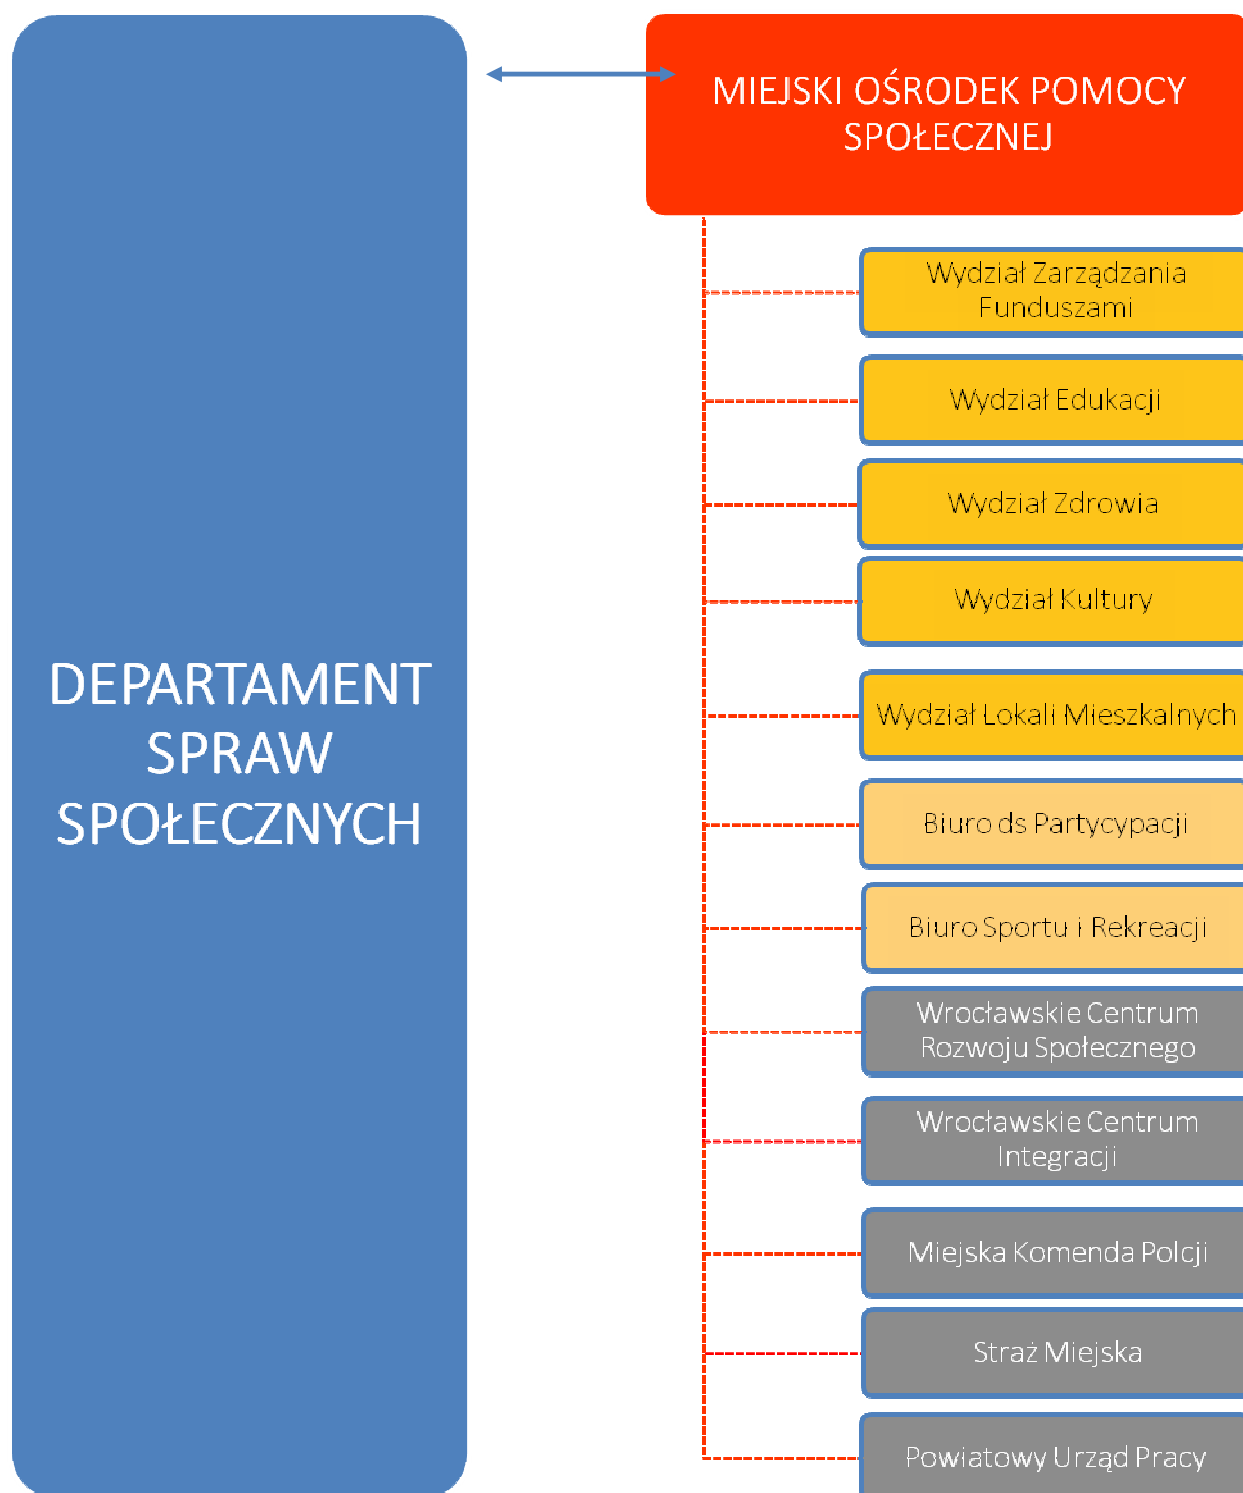 DEPARTAMENT
SPRAW
SPOŁECZNYCH
MIEJSKI OŚRODEK POMOCY
SPOŁECZNEJ
Wydział Zarządzania
Funduszami
Wydział Edukacji
Wydział Zdrowia
Wydział Kultury
Wydział Lokali Mieszkalnych
Biuro ds Partycypacji
Biuro Sportu i Rekreacji
Wrocławskie Centrum
Rozwoju Społecznego
Wrocławskie Centrum
Integracji
Miejska Komenda Polcji
Straż Miejska
Powiatowy Urząd Pracy